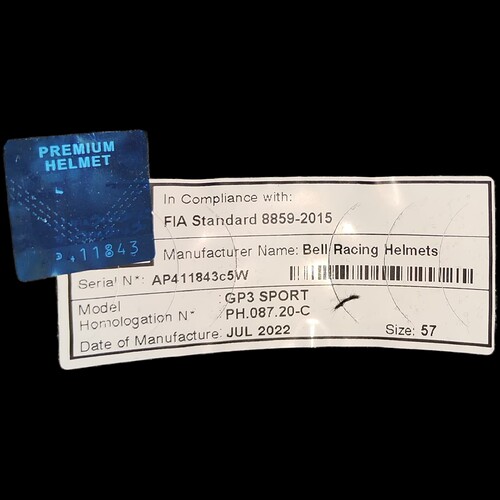 PREMIUM
HELMET
11843
In Compliance with:
FIA Standard 8859-2015
Manufacturer Name: Bell Racing Helmets
Serial N°: AP411843c5W
Model : GP3 SPORT
Homologation N° PH.087.20-C
Date of Manufacture: JUL 2022 Size: 57